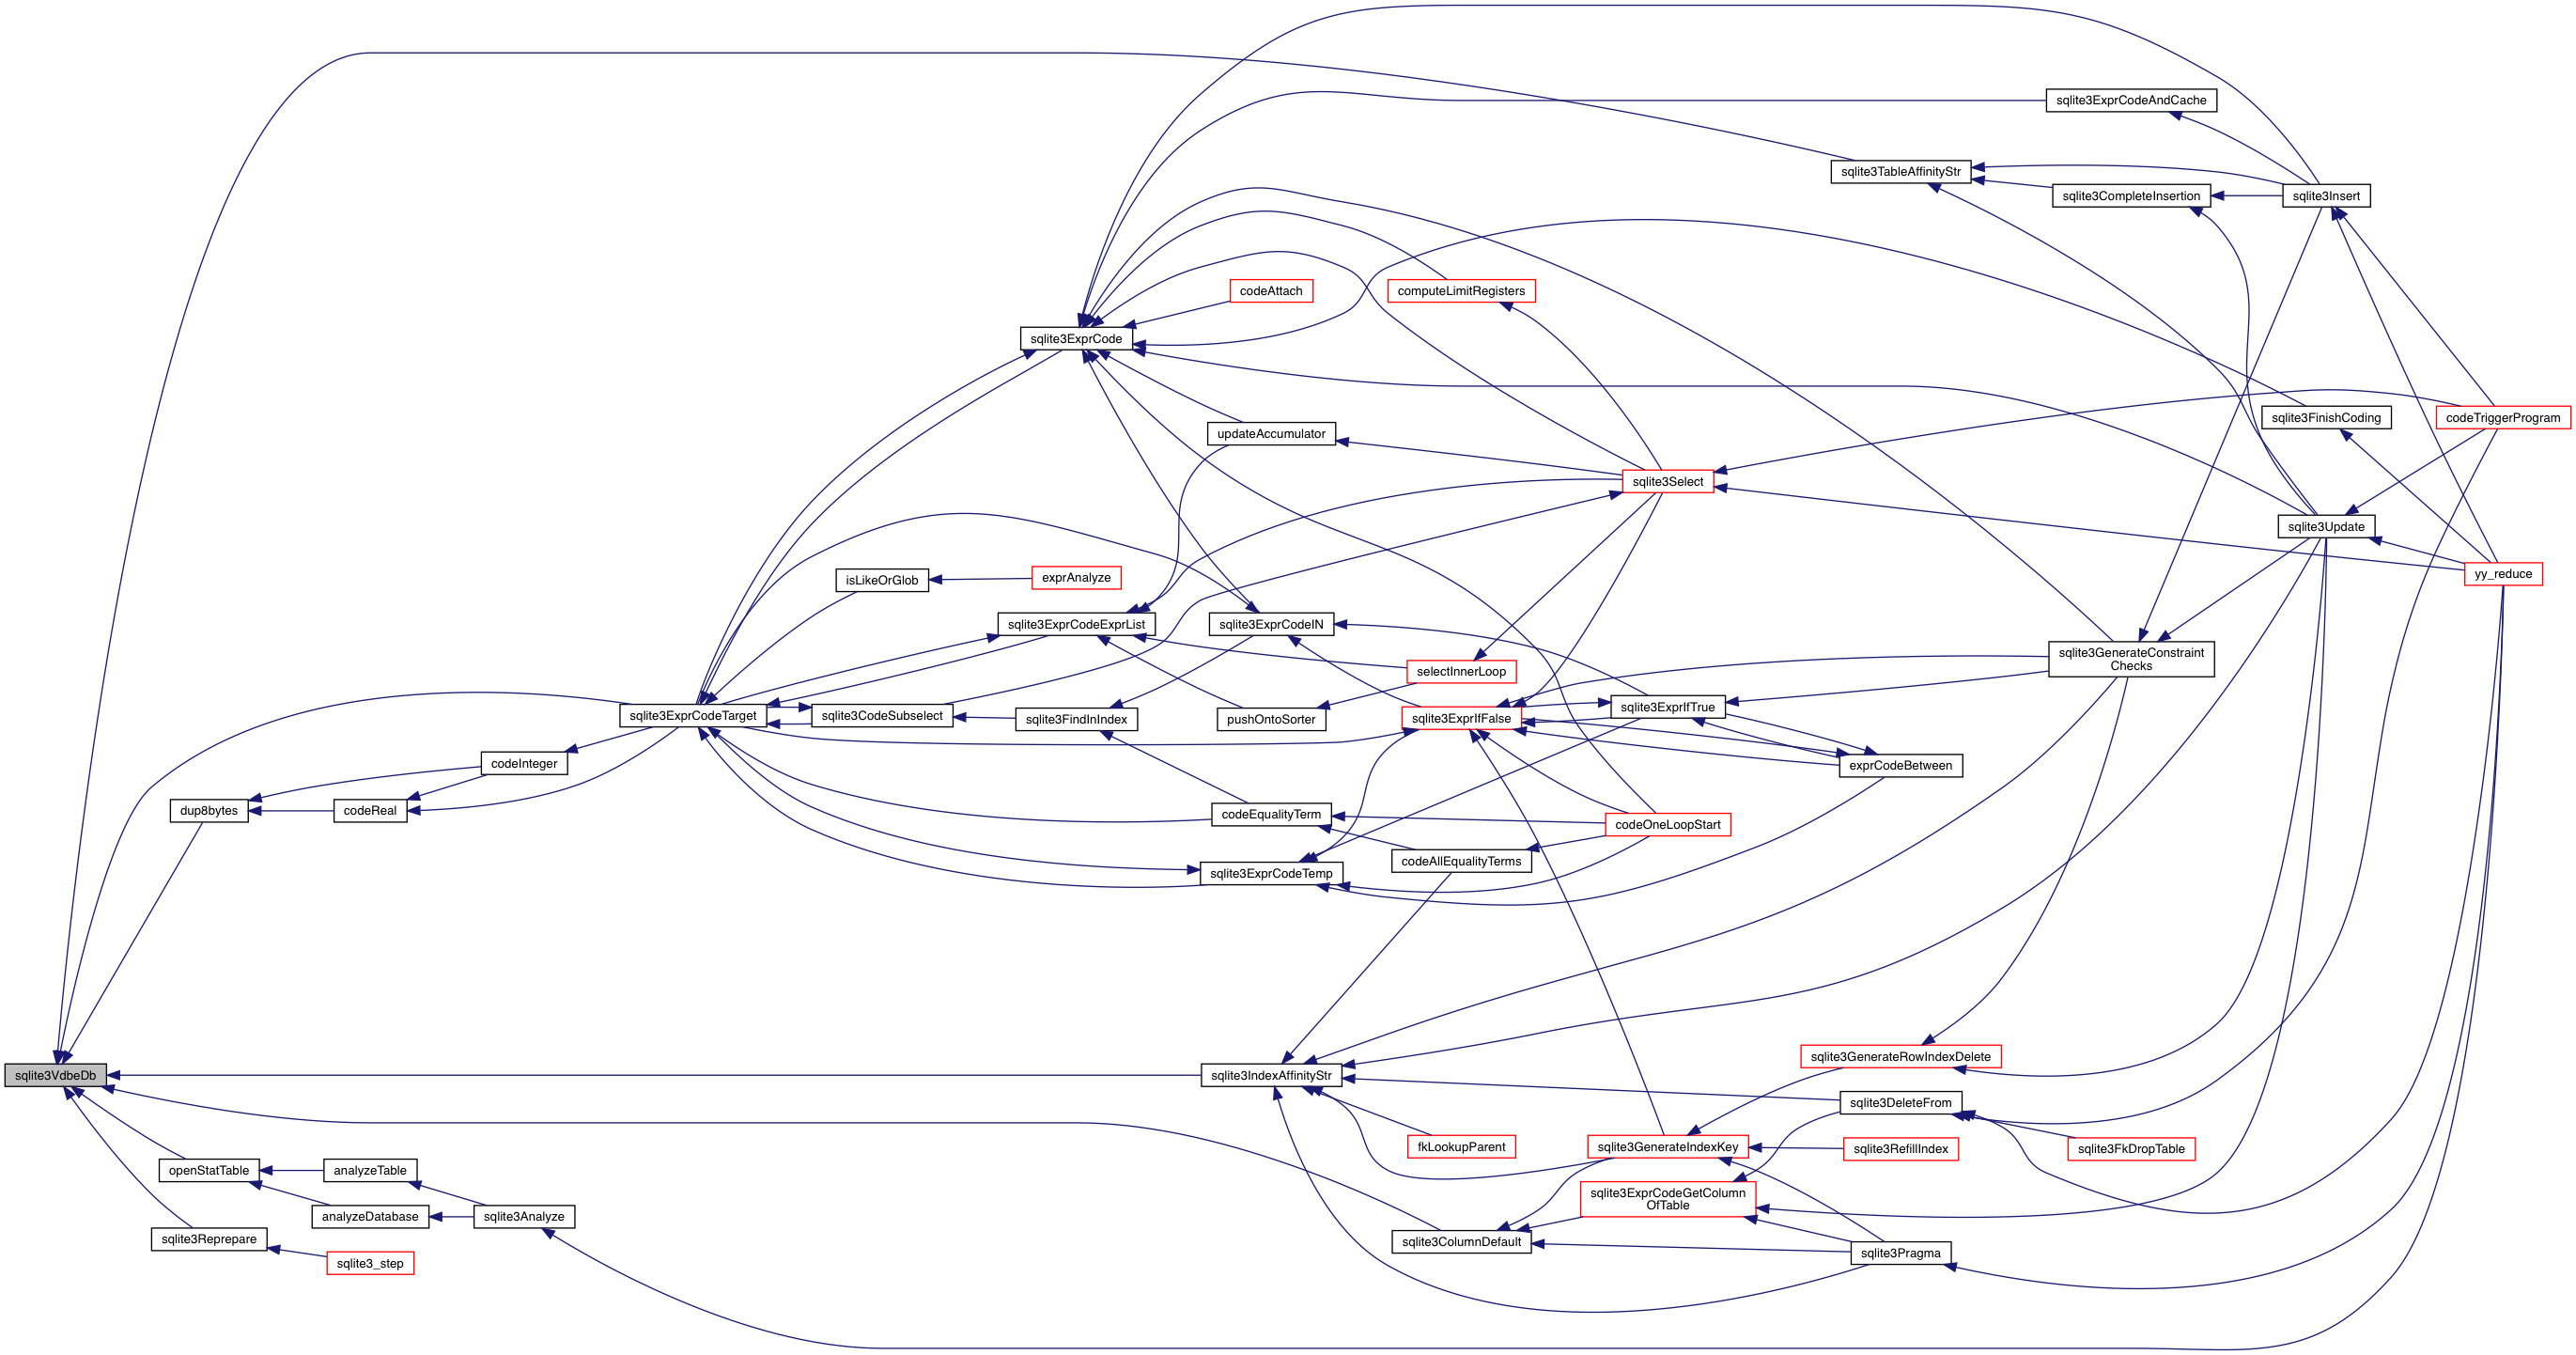 sqlite3ExprCodeAndCache
sqlite3TableAffinityStr
sqlite3CompleteInsertion
sqlite3Insert
codeAttach
computeLimitRegisters
sqlite3ExprCode
sqlite3FinishCoding
codeTriggerProgram
updateAccumulator
sqlite3Select
sqlite3Update
isLikeOrGlob
exprAnalyze
yy_reduce
sqlite3ExprCodeExprList
sqlite3ExprCodeIN
sqlite3GenerateConstraint
Checks
selectInnerLoop
sqlite3ExprCodeTarget
sqlite3CodeSubselect
sqlite3FindInIndex
pushOntoSorter
sqlite3ExprIfFalse
sqlite3ExprIfTrue
codeInteger
exprCodeBetween
dup8bytes
codeReal
codeEqualityTerm
codeOneLoopStart
codeAllEqualityTerms
sqlite3ExprCodeTemp
sqlite3GenerateRowIndexDelete
sqlite3VdbeDb
sqlite3IndexAffinityStr
sqlite3DeleteFrom
fkLookupParent
sqlite3GenerateIndexKey
sqlite3RefillIndex
sqlite3FkDropTable
openStatTable
analyzeTable
sqlite3ExprCodeGetColumn
OfTable
analyzeDatabase
sqlite3Analyze
sqlite3Reprepare
sqlite3ColumnDefault
sqlite3Pragma
sqlite3_step